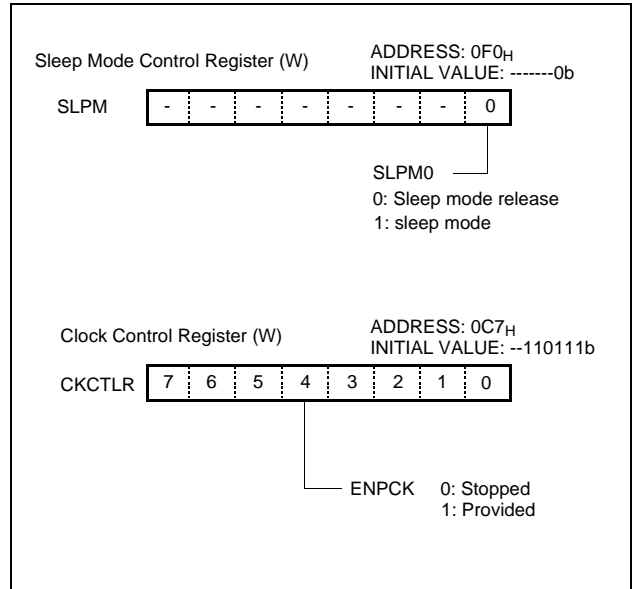 Sleep Mode Control Register (W)
ADDRESS: 0F0H
INITIAL VALUE: -------0b
SLPM
- - - - - - - 0
SLPM0
0: Sleep mode release
1: sleep mode
Clock Control Register (W)
ADDRESS: 0C7H
INITIAL VALUE: --110111b
CKCTLR
7 6 5 4 3 2 1 0
ENPCK
0: Stopped
1: Provided